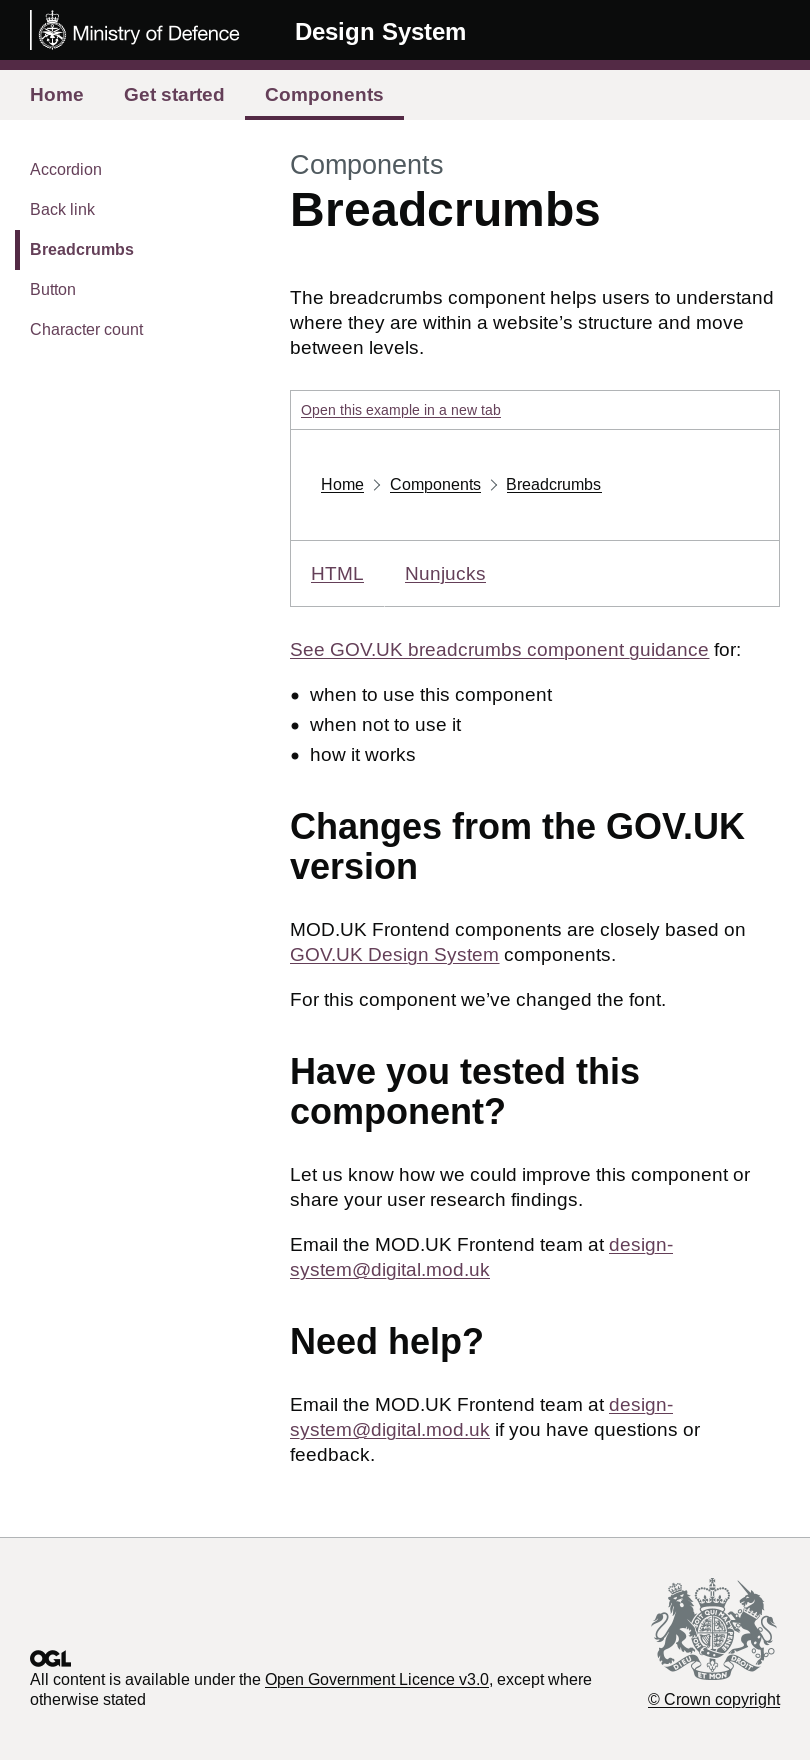 Ministry of Defence
Design System
Home
Get started
Components
Accordion
Back link
Breadcrumbs
Button
Character count
Components
Breadcrumbs
The breadcrumbs component helps users to understand
where they are within a website’s structure and move
between levels.
Open this example in a new tab
Home
Components
Breadcrumbs
HTML
Nunjucks
See GOV.UK breadcrumbs component guidance for:
when to use this component
when not to use it
how it works
Changes from the GOV.UK
version
MOD.UK Frontend components are closely based on
GOV.UK Design System components.
For this component we’ve changed the font.
Have you tested this
component?
Let us know how we could improve this component or
share your user research findings.
Email the MOD.UK Frontend team at design-
system@digital.mod.uk
Need help?
Email the MOD.UK Frontend team at design-
system@digital.mod.uk if you have questions or
feedback.
OGL
All content is available under the Open Government Licence v3.0, except where
otherwise stated
© Crown copyright